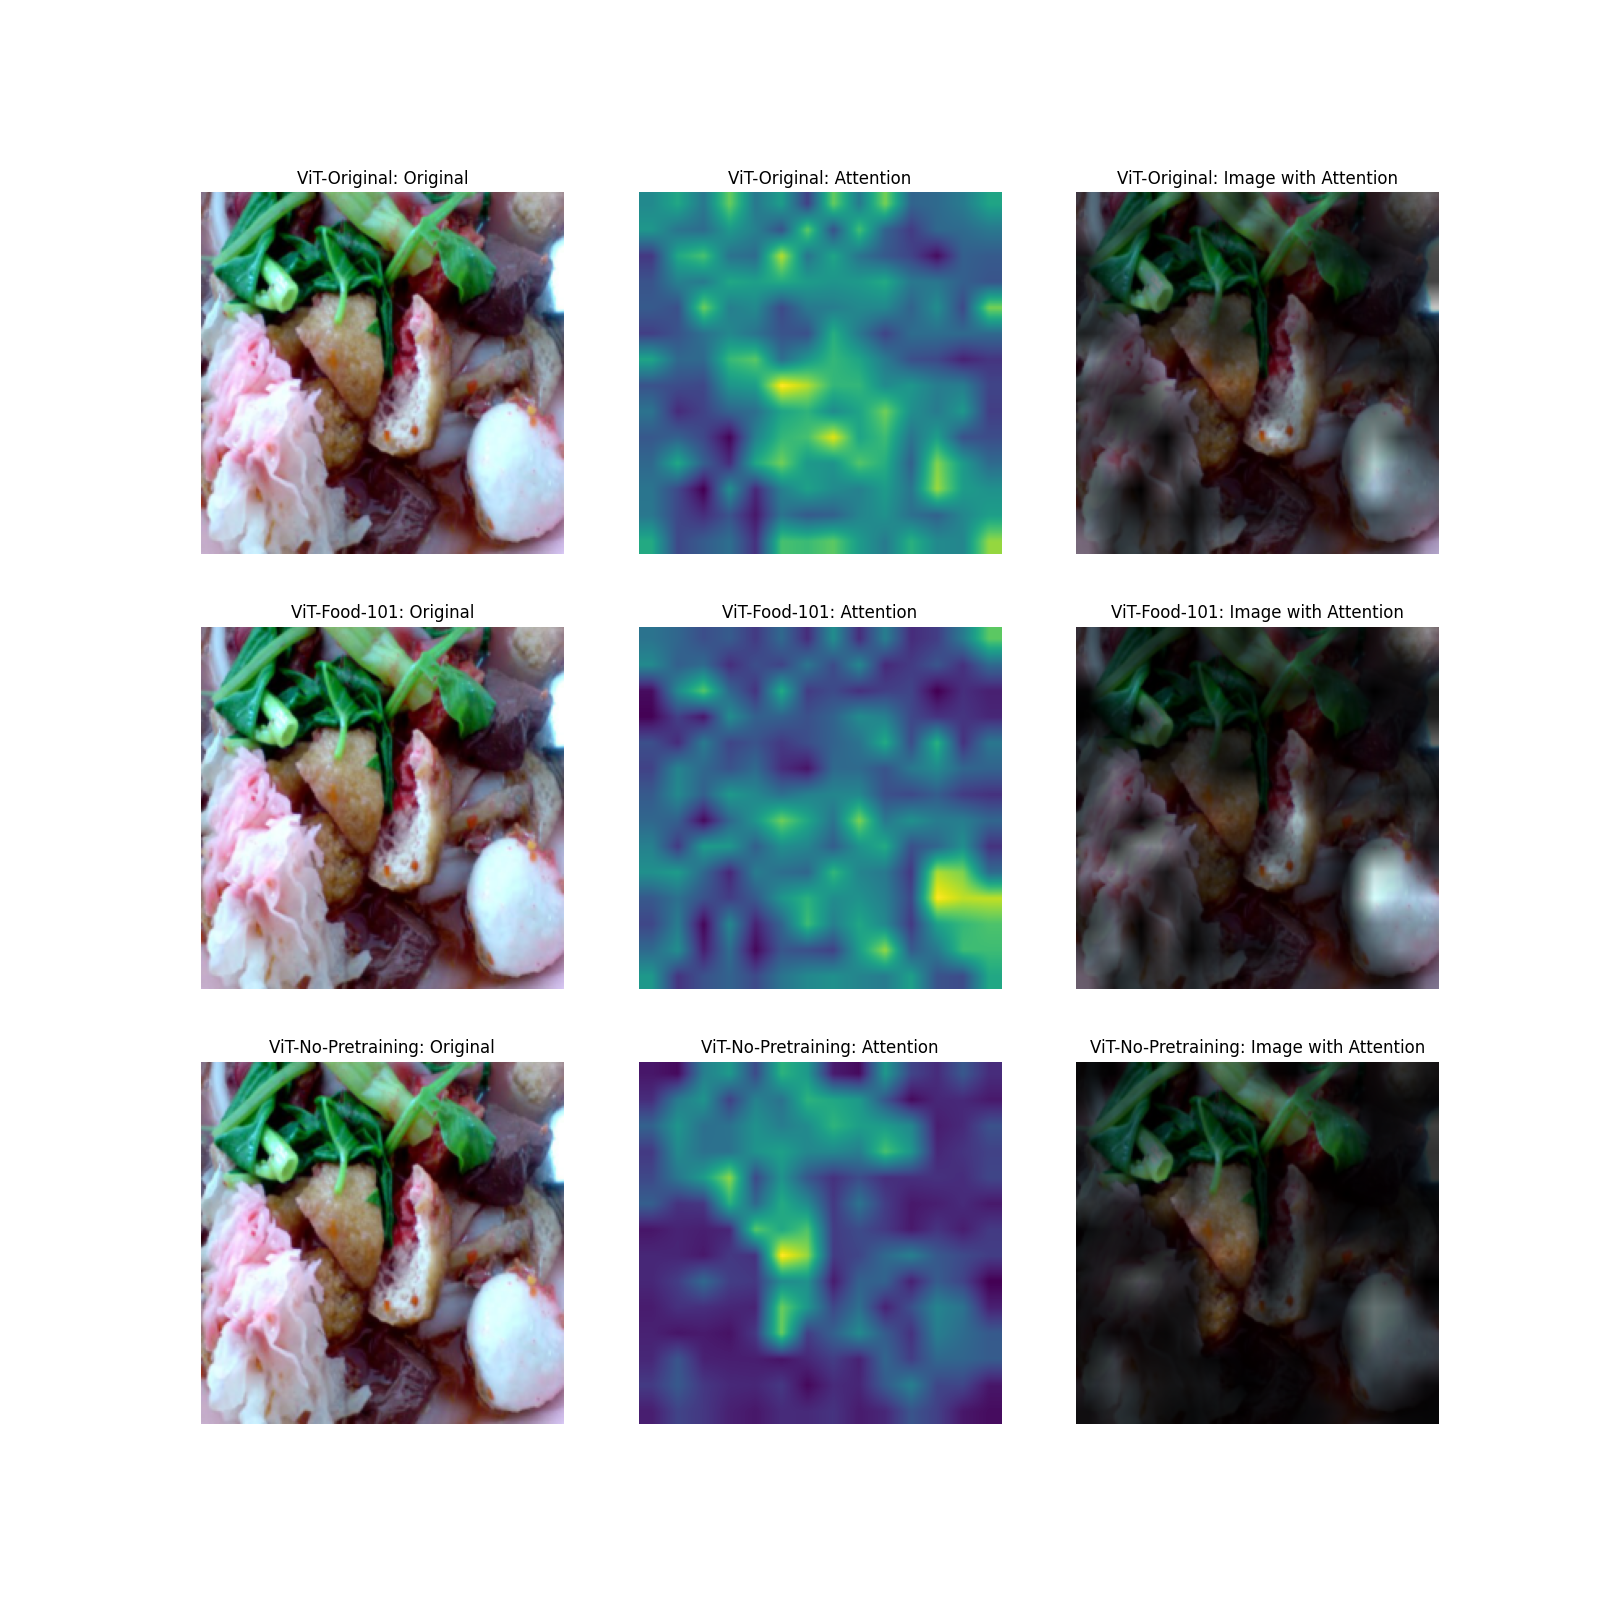 ViT-Original: Original
ViT-Original: Attention
ViT-Original: Image with Attention
ViT-Food-101: Original
ViT-Food-101: Attention
ViT-Food-101: Image with Attention
ViT-No-Pretraining: Original
ViT-No-Pretraining: Attention
ViT-No-Pretraining: Image with Attention